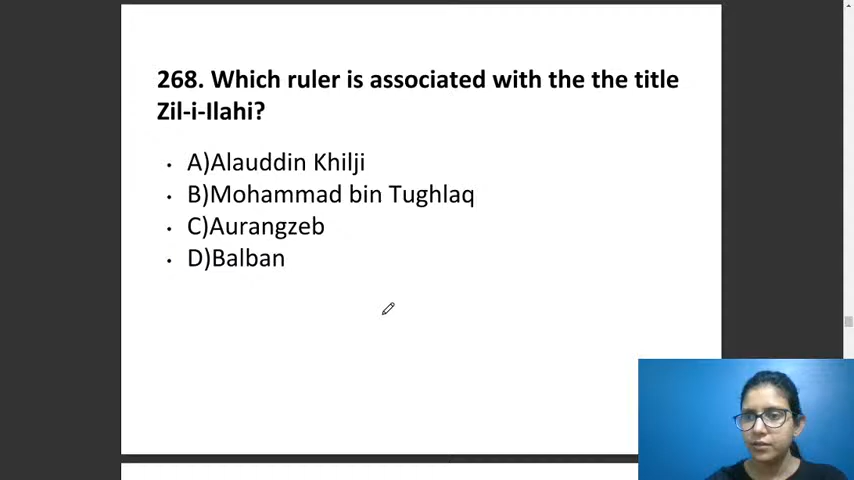 268. Which ruler is associated with the the title
Zil-i-Ilahi?
• A)Alauddin Khilji
• B)Mohammad bin Tughlaq
• C)Aurangzeb
• D)Balban